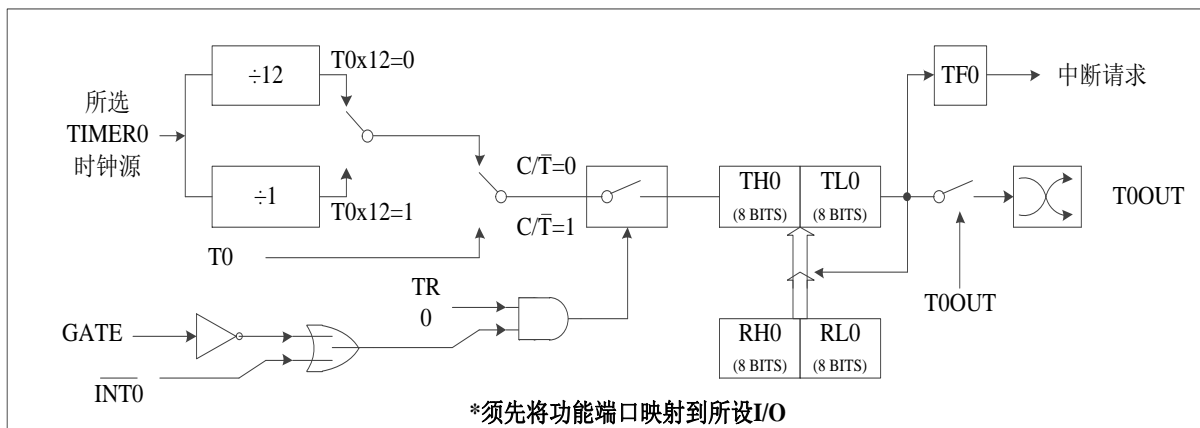 ÷12
T0x12=0
所选
TIMER0
时钟源
÷1
T0x12=1
T0
C/T̅=0
C/T̅=1
TH0
(8 BITS)
TL0
(8 BITS)
TF0
中断请求
T0OUT
T0OUT
TR
0
GATE
I̅N̅T̅0̅
RH0
(8 BITS)
RL0
(8 BITS)
*须先将功能端口映射到所设I/O